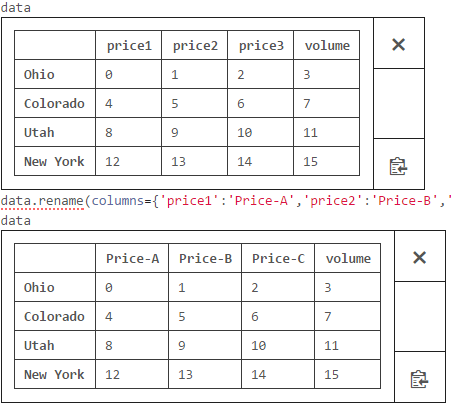 data
price1 price2 price3 volume
Ohio 0 1 2 3
Colorado 4 5 6 7
Utah 8 9 10 11
New York 12 13 14 15
data.rename(columns={'price1':'Price-A','price2':'Price-B','
data
Price-A Price-B Price-C volume
Ohio 0 1 2 3
Colorado 4 5 6 7
Utah 8 9 10 11
New York 12 13 14 15